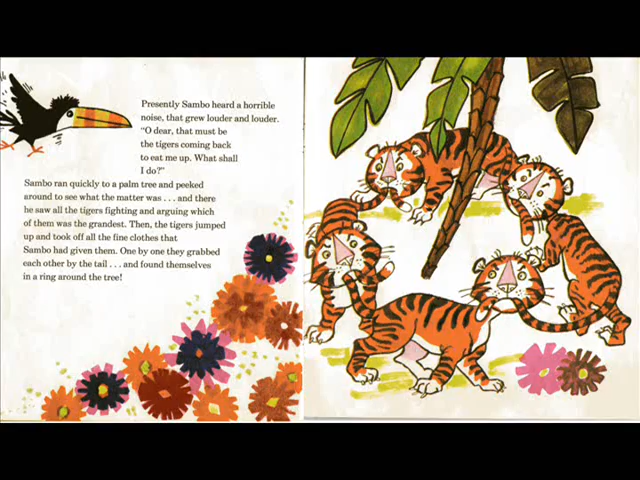 Presently Sambo heard a horrible
noise, that grew louder and louder.
"O dear, that must be
the tigers coming back
to eat me up. What shall
I do?"
Sambo ran quickly to a palm tree and peeked
around to see what the matter was . . . and there
he saw all the tigers fighting and arguing which
of them was the grandest. Then, the tigers jumped
up and took off all the fine clothes that
Sambo had given them. One by one they grabbed
each other by the tail . . . and found themselves
in a ring around the tree!